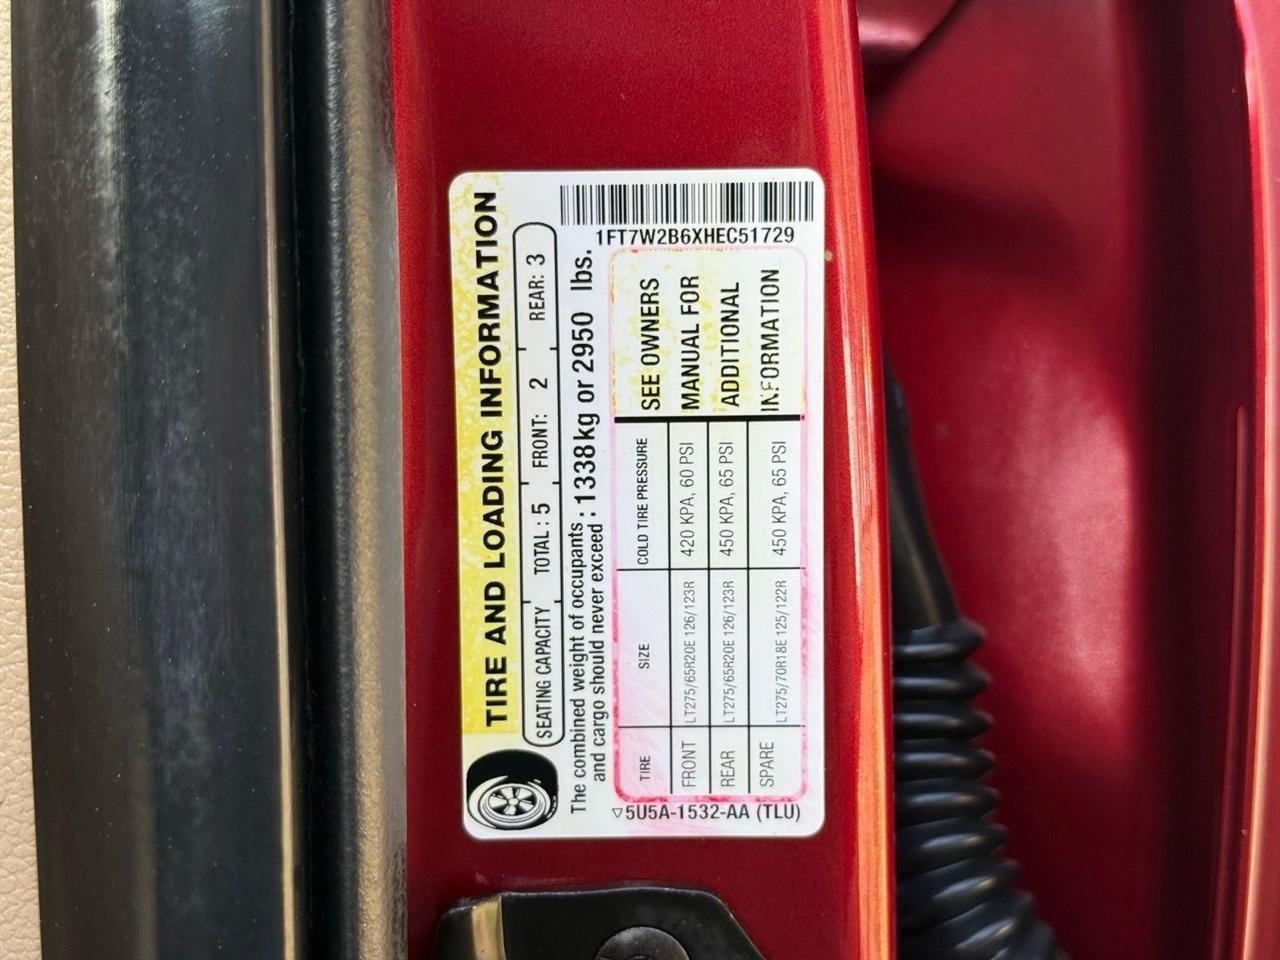 TIRE AND LOADING INFORMATION
SEATING CAPACITY TOTAL : 5 FRONT: 2 REAR: 3
The combined weight of occupants
and cargo should never exceed : 1338kg or 2950 lbs.
1FT7W2B6XHEC51729
TIRE SIZE COLD TIRE PRESSURE
FRONT LT275/65R20E 126/123R 420 KPA, 60 PSI
REAR LT275/65R20E 126/123R 450 KPA, 65 PSI
SPARE LT275/70R18E 125/122R 450 KPA, 65 PSI
SEE OWNERS
MANUAL FOR
ADDITIONAL
INFORMATION
5U5A-1532-AA (TLU)